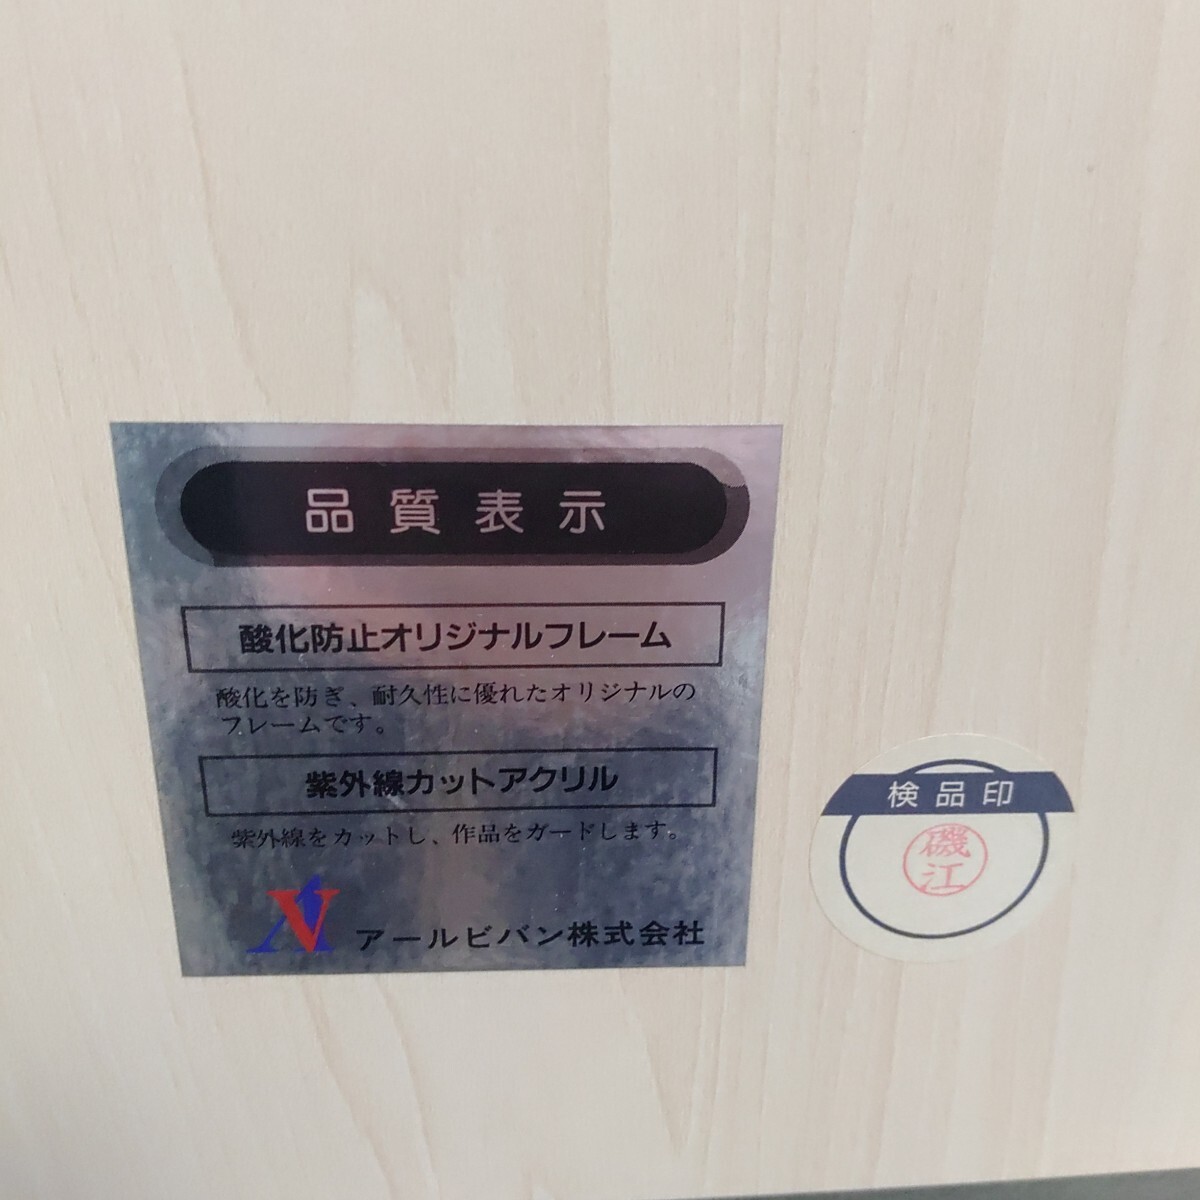 品質表示
酸化防止オリジナルフレーム
酸化を防ぎ、耐久性に優れたオリジナルの
フレームです。
紫外線カットアクリル
紫外線をカットし、作品をガードします。
アールビバン株式会社
検品印
磯江